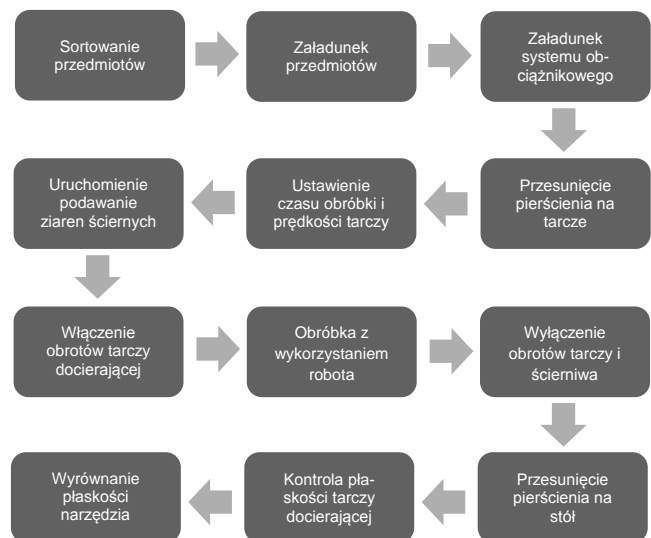 Sortowanie
przedmiotów
Załadunek
przedmiotów
Załadunek
systemu ob-
ciążnikowego
Przesunięcie
pierścienia na
tarcze
Ustawienie
czasu obróbki i
prędkości tarczy
Uruchomienie
podawanie
ziaren ściernych
Włączenie
obrotów tarczy
docierającej
Obróbka z
wykorzystaniem
robota
Wyłączenie
obrotów tarczy i
ścierniwa
Przesunięcie
pierścienia na
stół
Kontrola pła-
skości tarczy
docierającej
Wyrównanie
płaskości
narzędzia